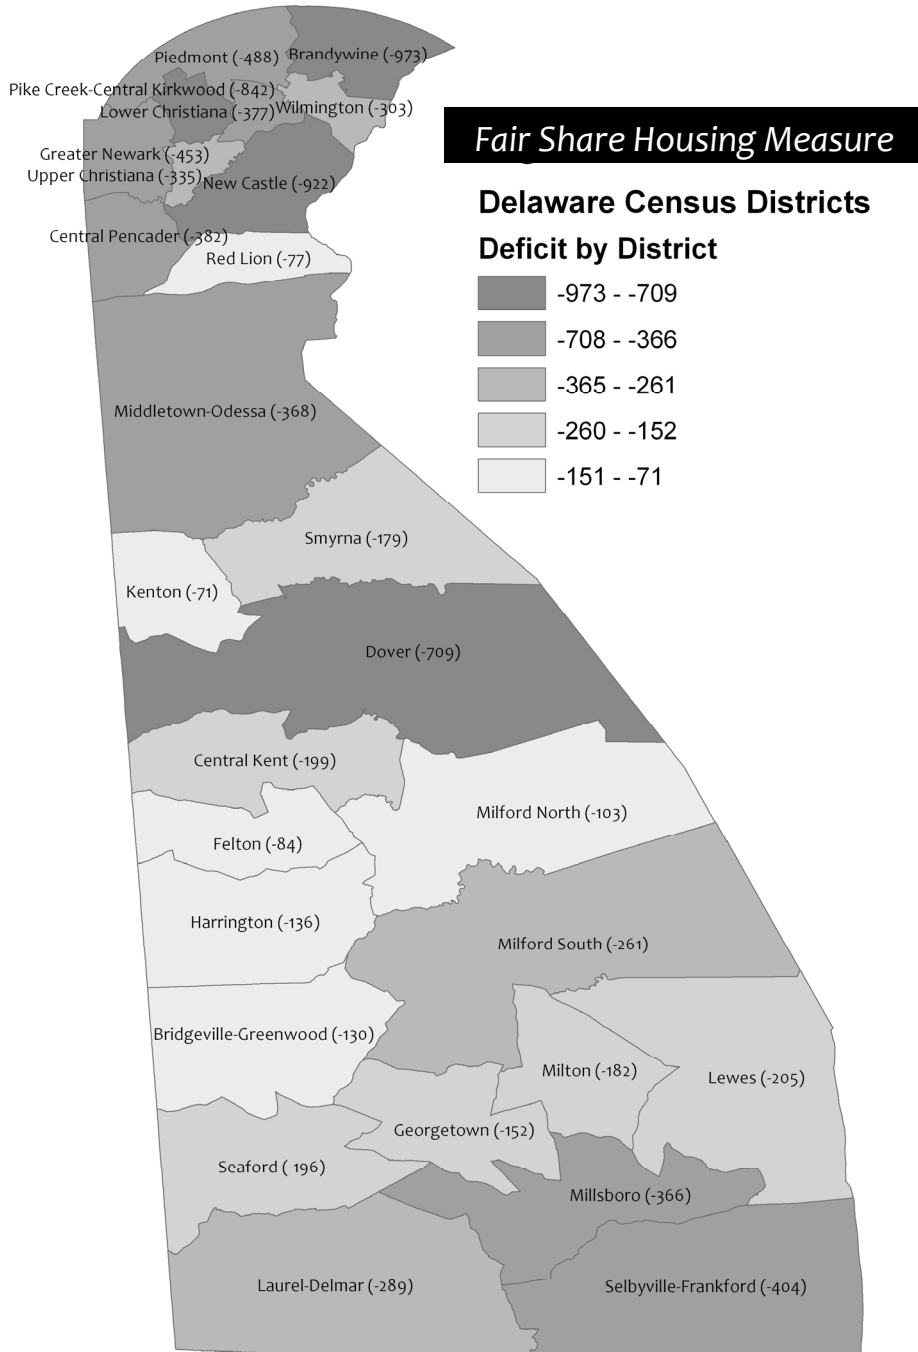 Piedmont (-488)
Brandywine (-973)
Pike Creek-Central Kirkwood (-842)
Lower Christiana (-377)
Wilmington (-303)
Fair Share Housing Measure
Greater Newark (-453)
Upper Christiana (-335)
New Castle (-922)
Delaware Census Districts
Central Pencader (-382)
Deficit by District
Red Lion (-77)
-973 - -709
-708 - -366
-365 - -261
-260 - -152
-151 - -71
Middletown-Odessa (-368)
Smyrna (-179)
Kenton (-71)
Dover (-709)
Central Kent (-199)
Milford North (-103)
Felton (-84)
Harrington (-136)
Milford South (-261)
Bridgeville-Greenwood (-130)
Milton (-182)
Lewes (-205)
Georgetown (-152)
Seaford ( 196)
Millsboro (-366)
Laurel-Delmar (-289)
Selbyville-Frankford (-404)